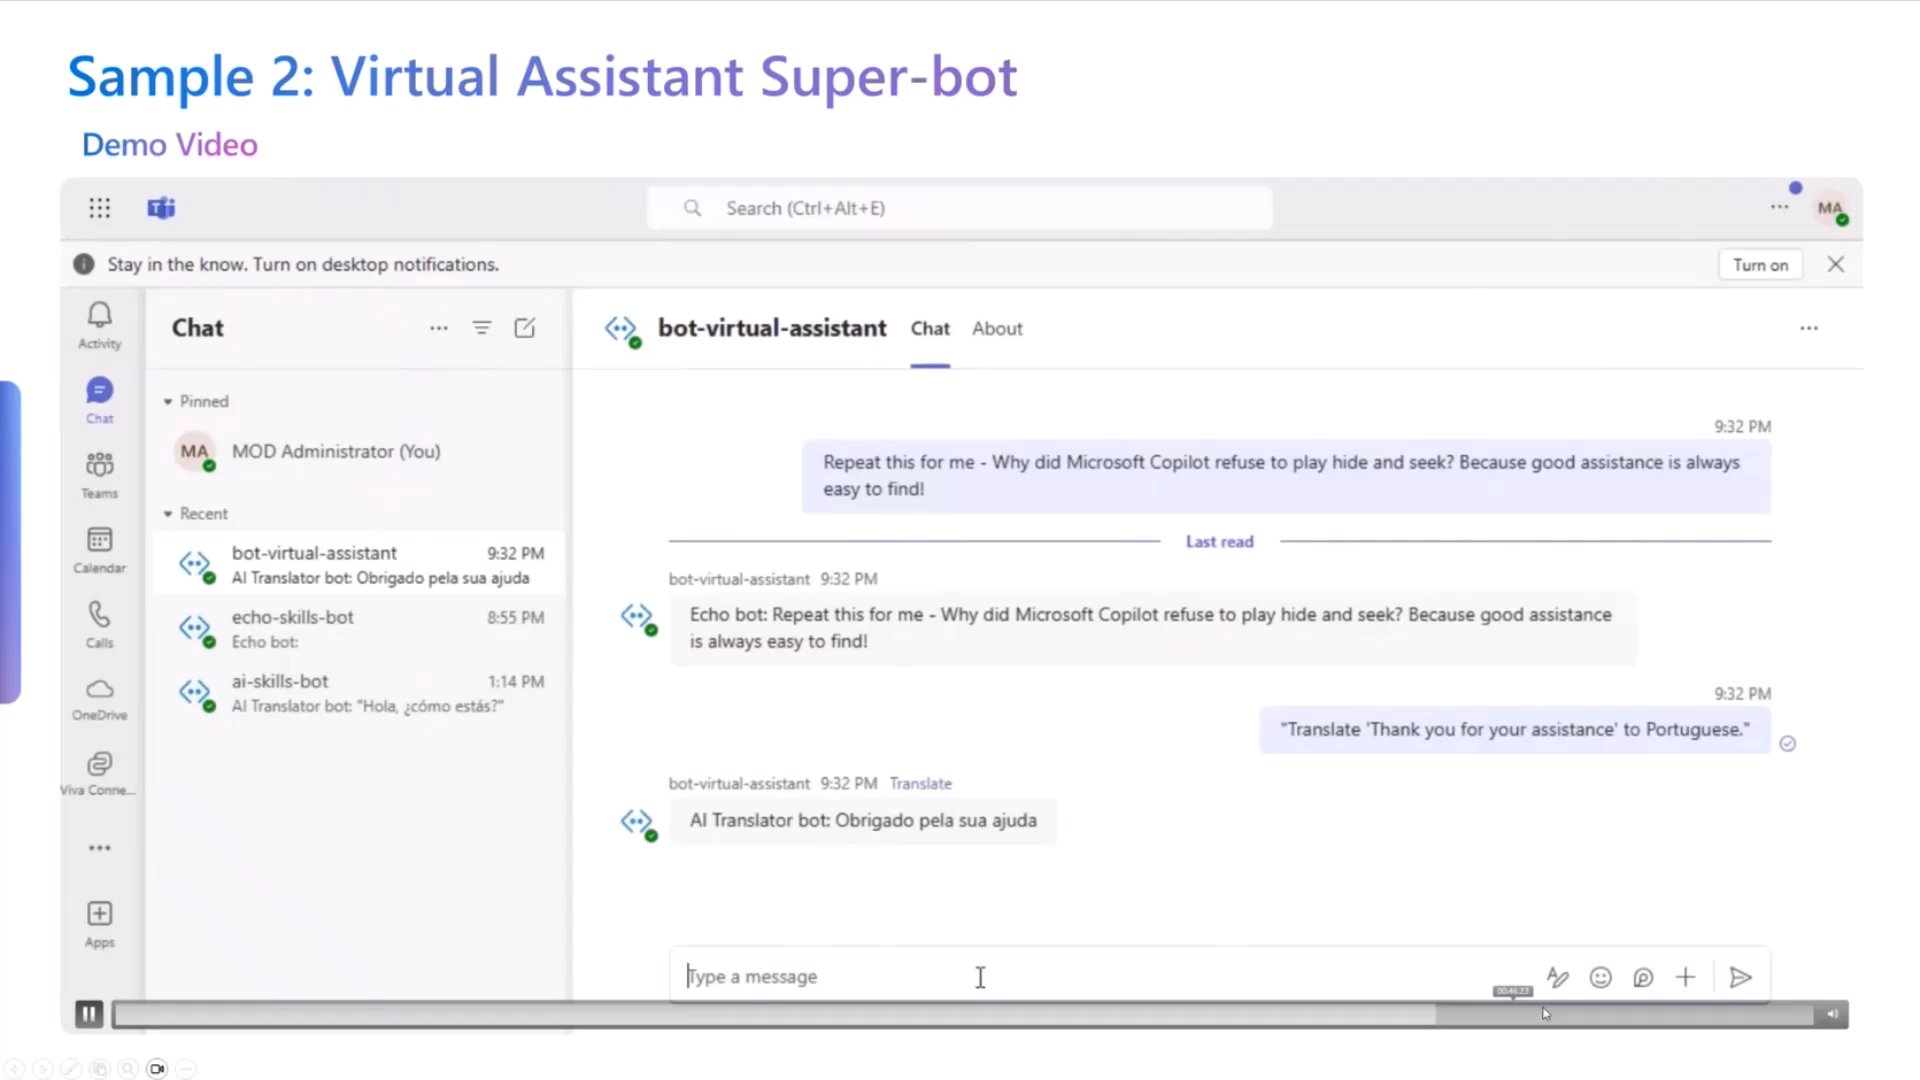 Sample 2: Virtual Assistant Super-bot
Demo Video
Search (Ctrl+Alt+E)
MA
Stay in the know. Turn on desktop notifications.
Turn on
Activity
Chat
Teams
Calendar
Calls
OneDrive
Viva Conne...
Apps
Chat
Pinned
MA
MOD Administrator (You)
Recent
bot-virtual-assistant 9:32 PM
AI Translator bot: Obrigado pela sua ajuda
echo-skills-bot 8:55 PM
Echo bot:
ai-skills-bot 1:14 PM
AI Translator bot: "Hola, ¿cómo estás?"
bot-virtual-assistant Chat About
9:32 PM
Repeat this for me - Why did Microsoft Copilot refuse to play hide and seek? Because good assistance is always
easy to find!
Last read
bot-virtual-assistant 9:32 PM
Echo bot: Repeat this for me - Why did Microsoft Copilot refuse to play hide and seek? Because good assistance
is always easy to find!
9:32 PM
"Translate 'Thank you for your assistance' to Portuguese."
bot-virtual-assistant 9:32 PM Translate
AI Translator bot: Obrigado pela sua ajuda
Type a message